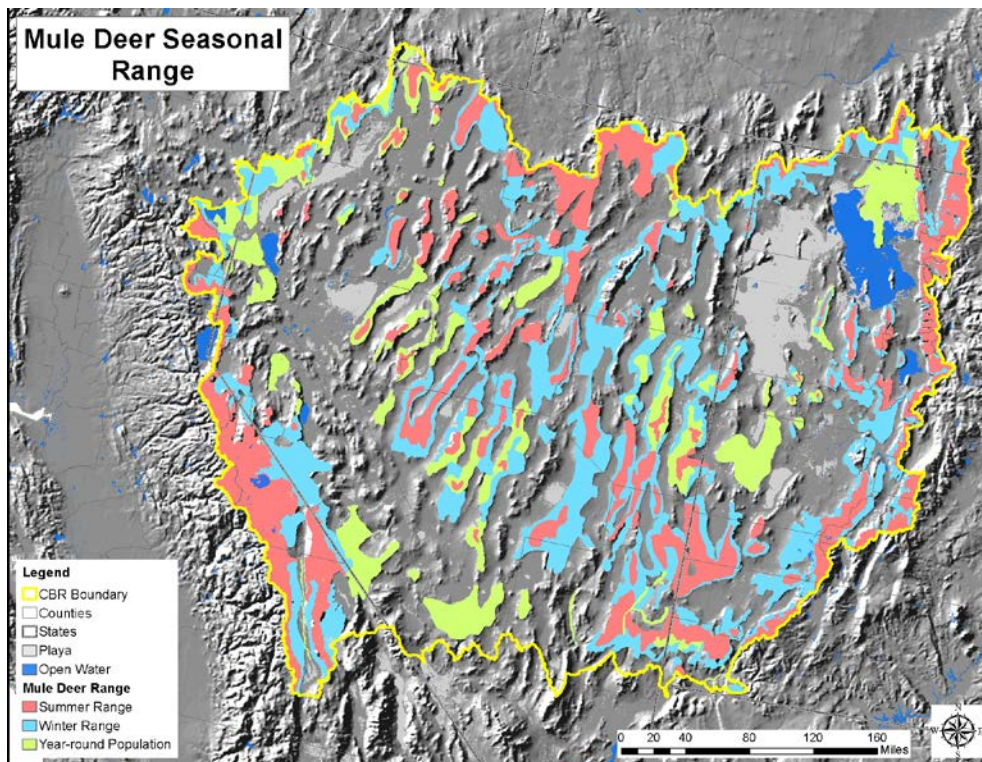 Mule Deer Seasonal
Range
Legend
CBR Boundary
Counties
States
Playa
Open Water
Mule Deer Range
Summer Range
Winter Range
Year-round Population
0 20 40 80 120 160
Miles
N
W E
S